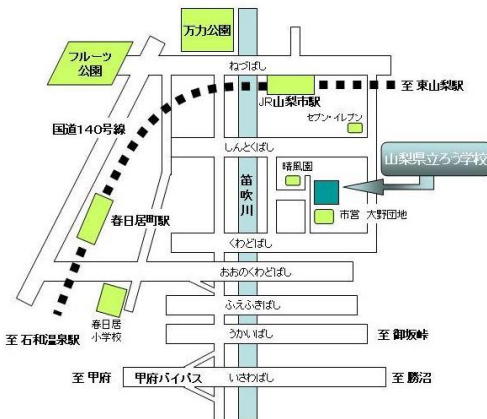 万力公園
フルーツ
公園
ねづばし
JR山梨市駅
至 東山梨駅
セブン・イレブン
国道140号線
しんとくばし
晴風園
山梨県立ろう学校
笛吹川
市営 大野団地
春日居町駅
くわどばし
おおのくわどばし
春日居
小学校
ふえふきばし
至 石和温泉駅
うかいばし
至 御坂峠
至 甲府
甲府バイパス
いさわばし
至 勝沼